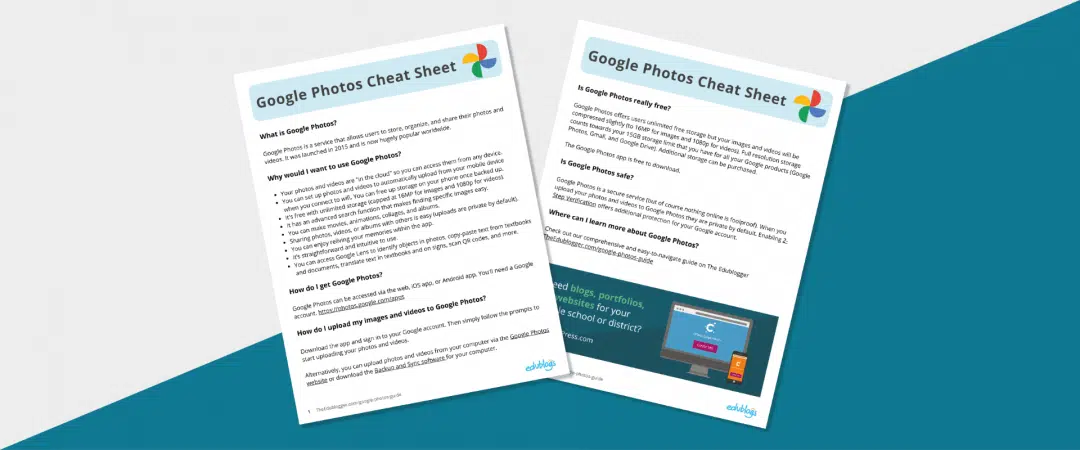 Google Photos Cheat Sheet
What is Google Photos?
Google Photos is a service that allows users to store, organize, and share their photos and
videos. It was launched in 2015 and is now hugely popular worldwide.
Why would I want to use Google Photos?
Your photos and videos are "in the cloud" so you can access them from any device.
You can set up photos and videos to automatically upload from your mobile device
when you connect to wifi. You can free up storage on your phone once backed up.
It's free with unlimited storage (capped at 16MP for images and 1080p for videos)
It has an advanced search function that makes finding specific images easy.
You can make movies, animations, collages, and albums.
Sharing photos, videos, or albums with others is easy (uploads are private by default).
You can enjoy reliving your memories within the app.
It's straightforward and intuitive to use.
You can access Google Lens to identify objects in photos, copy-paste text from textbooks
and documents, translate text in textbooks and on signs, scan QR codes, and more.
How do I get Google Photos?
Google Photos can be accessed via the web, iOS app, or Android app. You'll need a Google
account. https://photos.google.com/apps
How do I upload my images and videos to Google Photos?
Download the app and sign in to your Google account. Then simply follow the prompts to
start uploading your photos and videos.
Alternatively, you can upload photos and videos from your computer via the Google Photos
website or download the Backup and Sync software for your computer.
edublogs
1 TheEdublogger.com/google-photos-guide
Google Photos Cheat Sheet
Is Google Photos really free?
Google Photos offers users unlimited free storage but your images and videos will be
compressed slightly (to 16MP for images and 1080p for videos). Full resolution storage
counts towards your 15GB storage limit that you have for all your Google products (Google
Photos, Gmail, and Google Drive). Additional storage can be purchased.
The Google Photos app is free to download.
Is Google Photos safe?
Google Photos is a secure service (but of course nothing online is foolproof). When you
upload your photos and videos to Google Photos they are private by default. Enabling 2-
Step Verification offers additional protection for your Google account.
Where can I learn more about Google Photos?
Check out our comprehensive and easy-to-navigate guide on The Edublogger
TheEdublogger.com/google-photos-guide
eed blogs, portfolios,
websites for your
le school or district?
press.com
photos-guide
edublogs